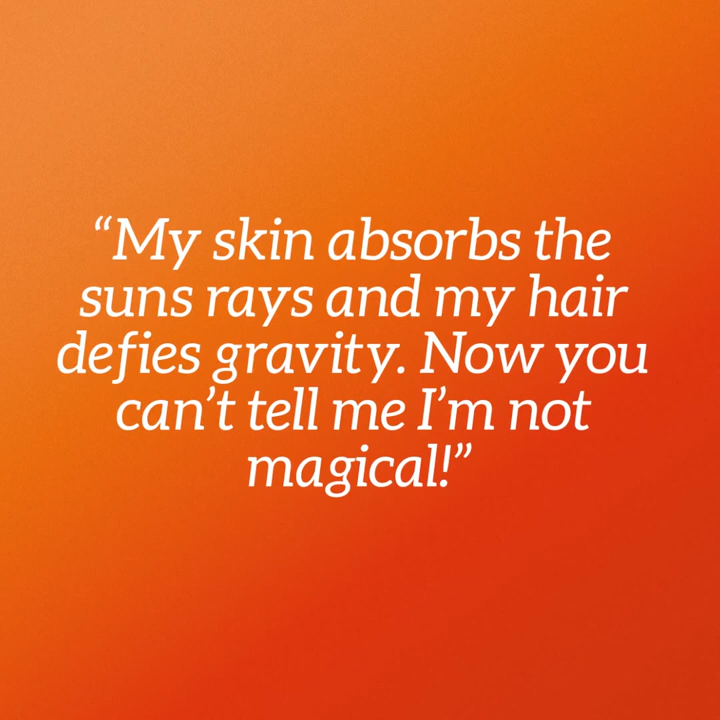 “My skin absorbs the
suns rays and my hair
defies gravity. Now you
can’t tell me I’m not
magical!”